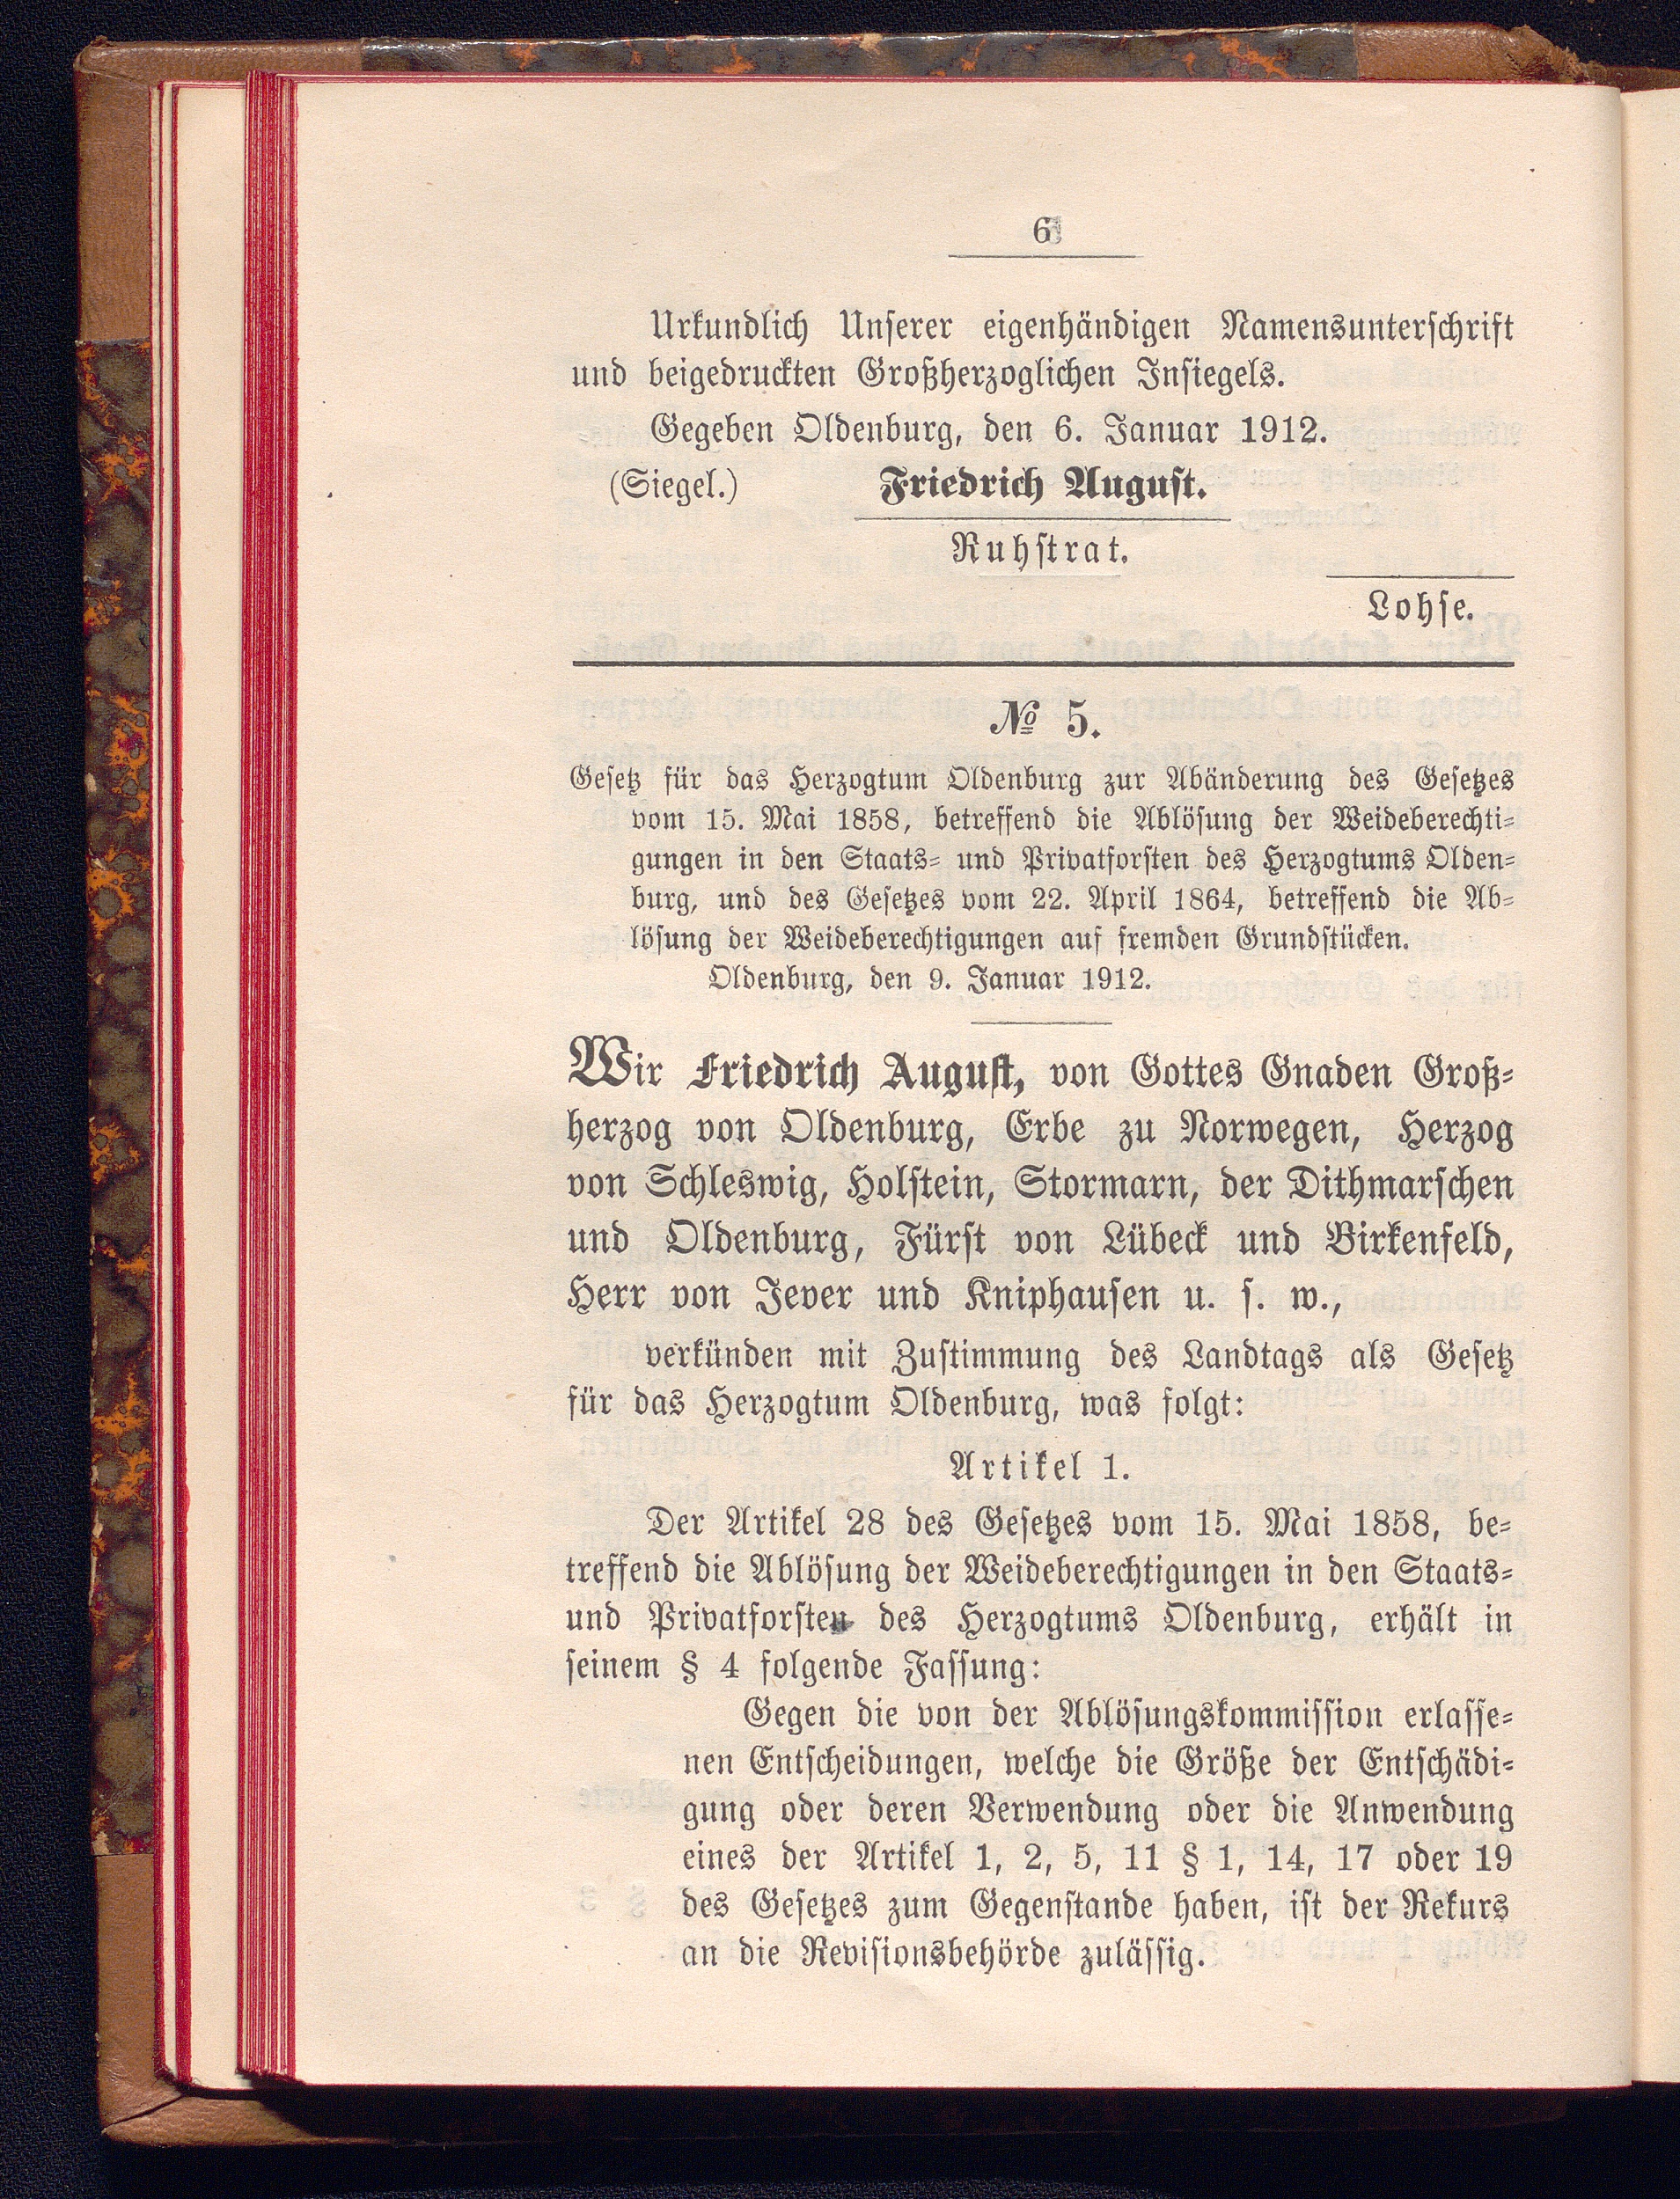 6
Urkundlich Unserer eigenhändigen Namensunterschrift
und beigedruckten Großherzoglichen Insiegels.
Gegeben Oldenburg, den 6. Januar 1912.
(Siegel.) Friedrich August.
Ruhstrat.
Lohse.
№ 5.
Gesetz für das Herzogtum Oldenburg zur Abänderung des Gesetzes
vom 15. Mai 1858, betreffend die Ablösung der Weideberechti-
gungen in den Staats- und Privatforsten des Herzogtums Olden-
burg, und des Gesetzes vom 22. April 1864, betreffend die Ab-
lösung der Weideberechtigungen auf fremden Grundstücken.
Oldenburg, den 9. Januar 1912.
Wir Friedrich August, von Gottes Gnaden Groß-
herzog von Oldenburg, Erbe zu Norwegen, Herzog
von Schleswig, Holstein, Stormarn, der Dithmarschen
und Oldenburg, Fürst von Lübeck und Birkenfeld,
Herr von Jever und Kniphausen u. s. w.,
verkünden mit Zustimmung des Landtags als Gesetz
für das Herzogtum Oldenburg, was folgt:
Artikel 1.
Der Artikel 28 des Gesetzes vom 15. Mai 1858, be-
treffend die Ablösung der Weideberechtigungen in den Staats-
und Privatforsten des Herzogtums Oldenburg, erhält in
seinem § 4 folgende Fassung:
Gegen die von der Ablösungskommission erlasse-
nen Entscheidungen, welche die Größe der Entschädi-
gung oder deren Verwendung oder die Anwendung
eines der Artikel 1, 2, 5, 11 § 1, 14, 17 oder 19
des Gesetzes zum Gegenstande haben, ist der Rekurs
an die Revisionsbehörde zulässig.